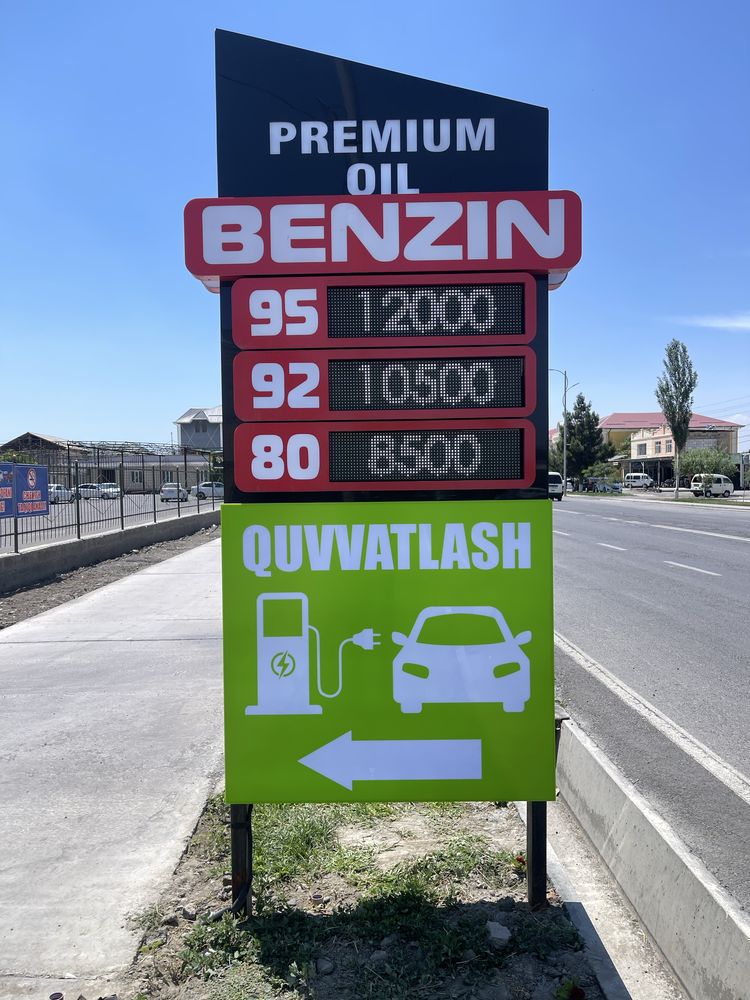 PREMIUM
OIL
BENZIN
95 12000
92 10500
80 8500
QUVVATLASH